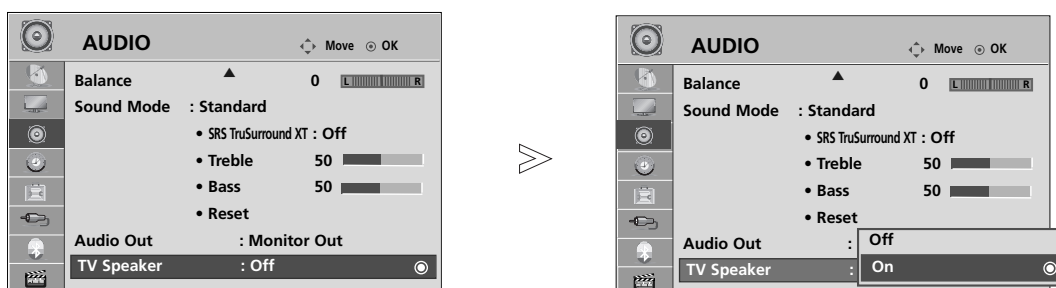 AUDIO
Move OK
Balance 0 L R
Sound Mode : Standard
• SRS TruSurround XT : Off
• Treble 50
• Bass 50
• Reset
Audio Out : Monitor Out
TV Speaker : Off
AUDIO
Move OK
Balance 0 L R
Sound Mode : Standard
• SRS TruSurround XT : Off
• Treble 50
• Bass 50
• Reset
Audio Out :
Off
TV Speaker :
On